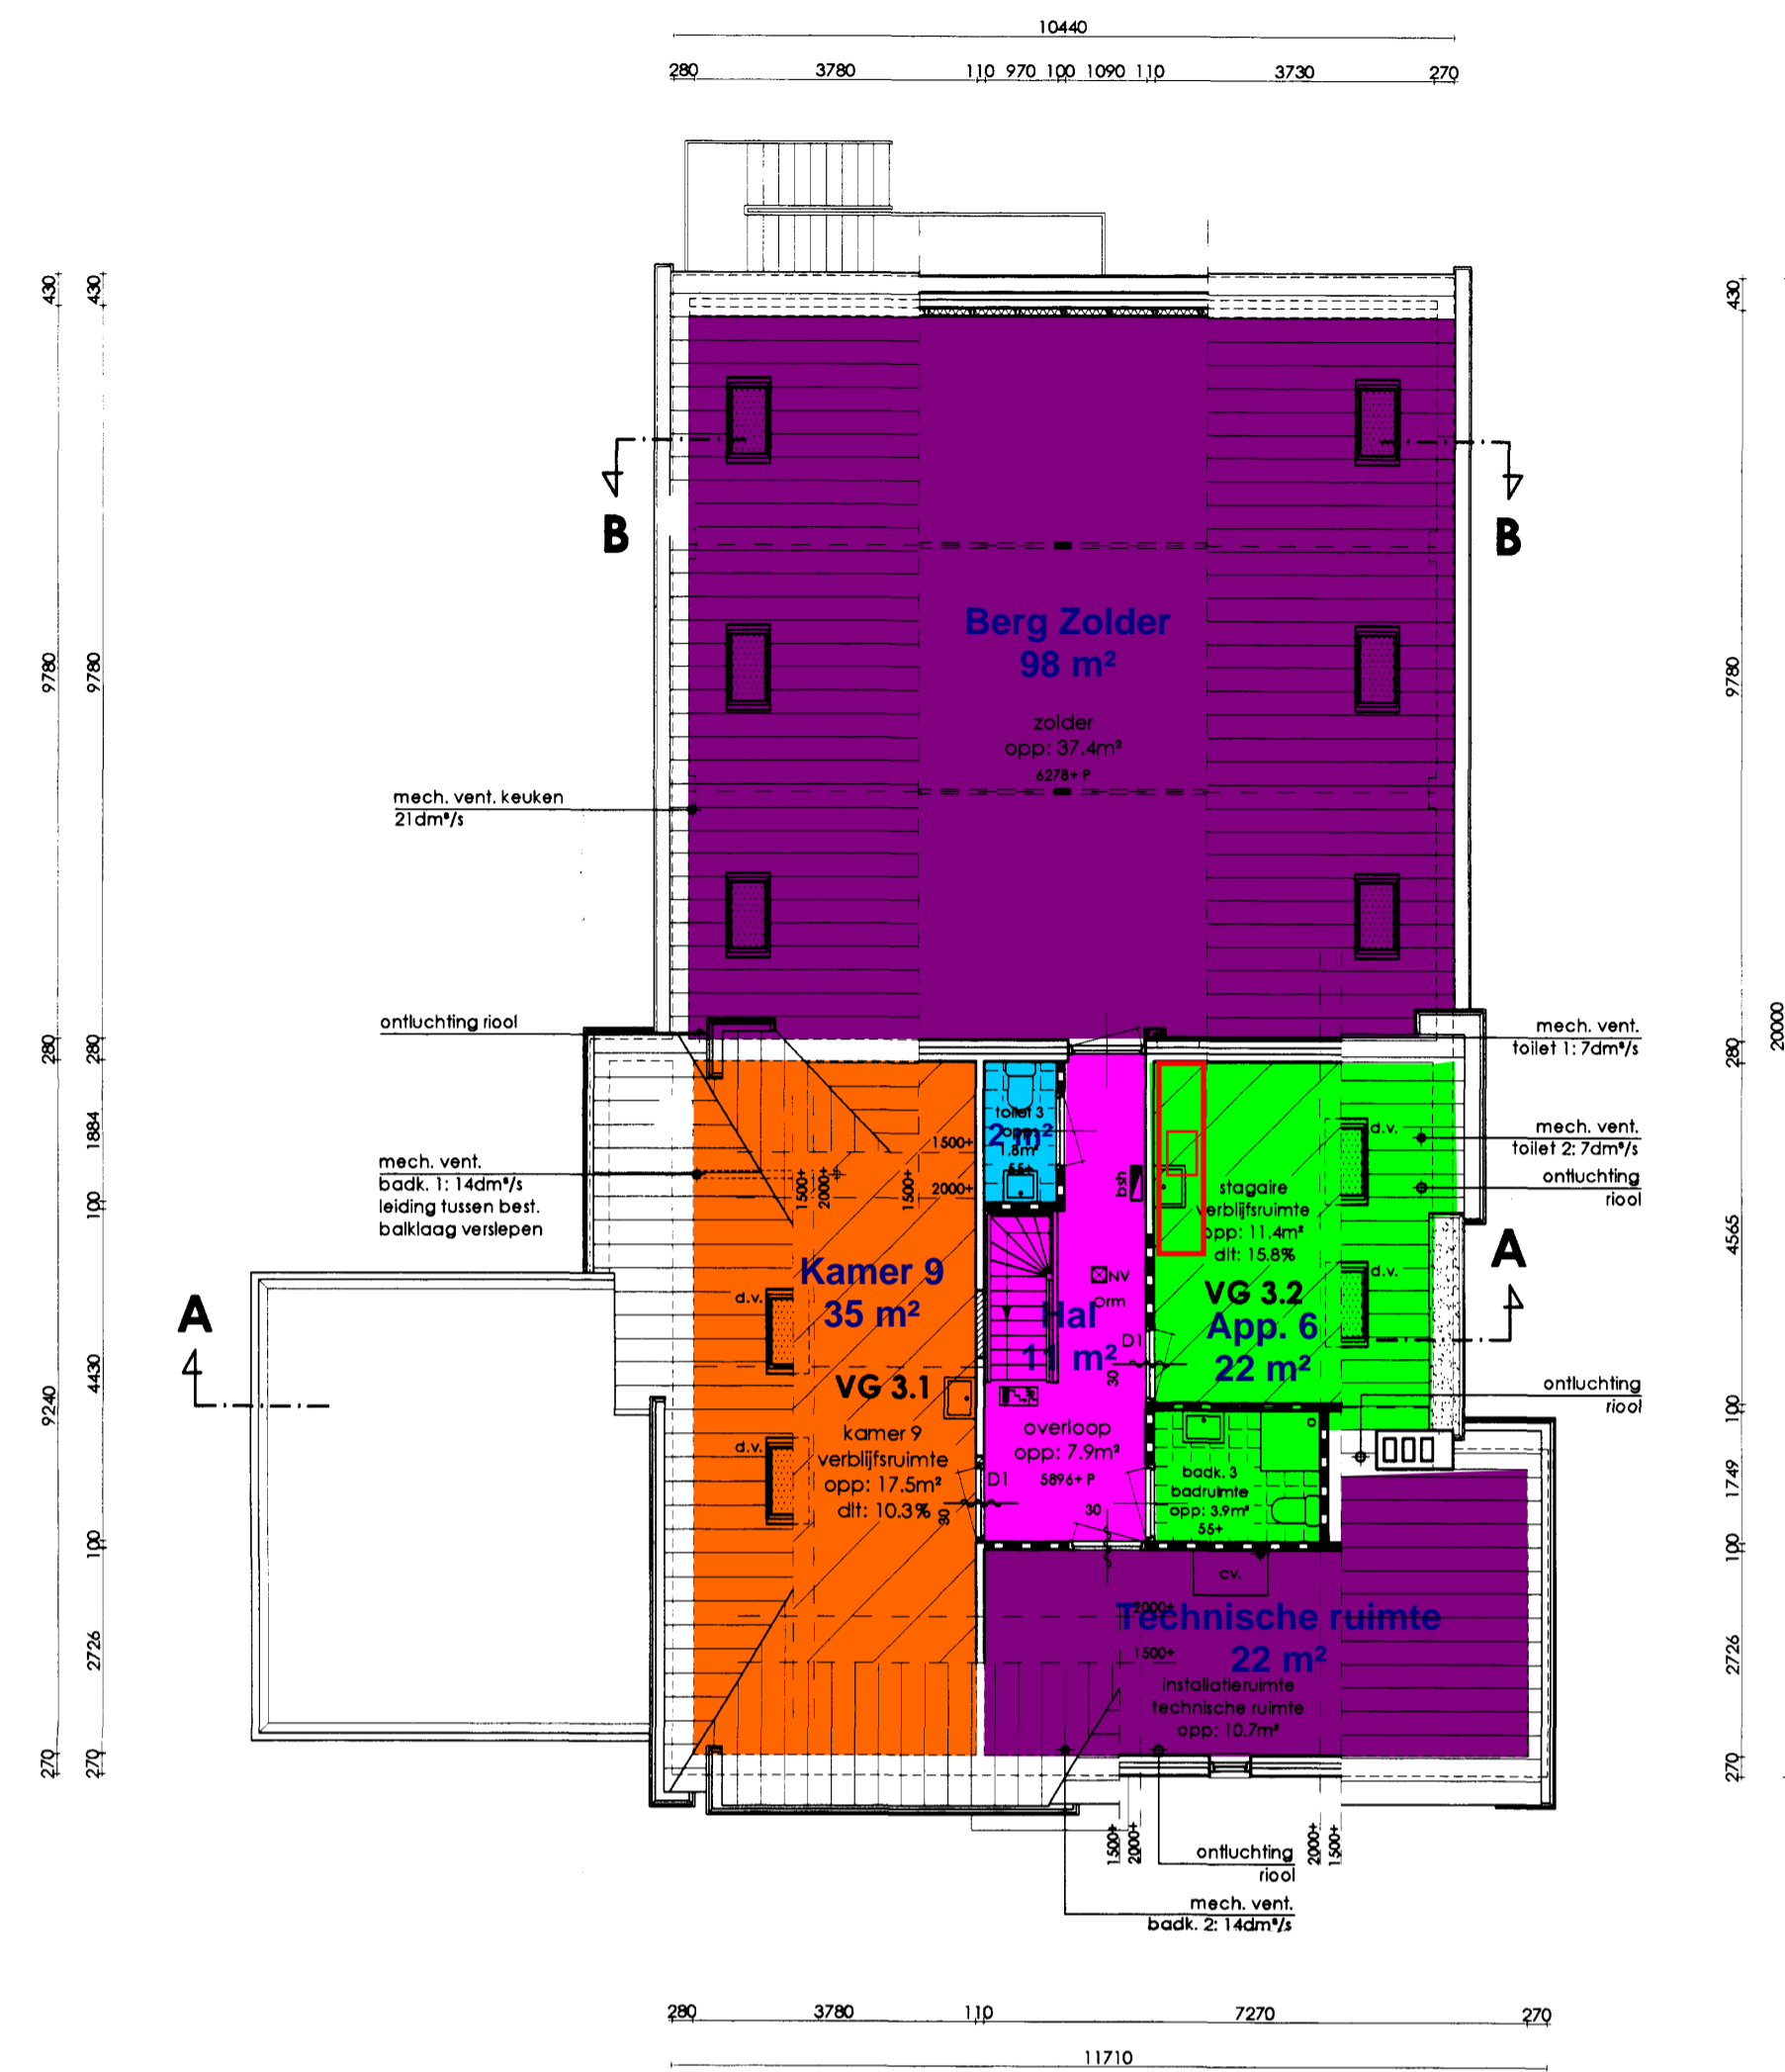 10440
280 3780 110 970 100 1090 110 3730 270
430 430
430
B
B
Berg Zolder
98 m²
9780 9780
9780
zolder
opp: 37.4m²
6278+ P
mech. vent. keuken
21dm³/s
ontluchting riool
mech. vent.
toilet 1: 7dm³/s
280 280
280
20000
mech. vent.
toilet 2: 7dm³/s
ontluchting
riool
1884
mech. vent.
badk. 1: 14dm³/s
leiding tussen best.
balklaag verslepen
100
1500+
2000+
1500+
1500+
2000+
toilet 3
opp:
2 m²
1.8m²
55+
bsh
d.v.
stagaire
verblijfsruimte
opp: 11.4m²
dlt: 15.8%
4565
A
A
Kamer 9
35 m²
d.v.
NV
rm
Hal
11 m²
D1
30
VG 3.2
App. 6
22 m²
d.v.
4430
9240
VG 3.1
ontluchting
riool
100
kamer 9
verblijfsruimte
opp: 17.5m²
dlt: 10.3%
d.v.
overloop
opp: 7.9m²
5896+ P
D1
30
30
badk. 3
badruimte
opp: 3.9m²
55+
1749
100
100
cv.
2000+
Technische ruimte
22 m²
1500+
installatieruimte
technische ruimte
opp: 10.7m²
2726
2726
270 270
270
1500+
2000+
2000+
1500+
ontluchting
riool
mech. vent.
badk. 2: 14dm³/s
280 3780 110 7270 270
11710